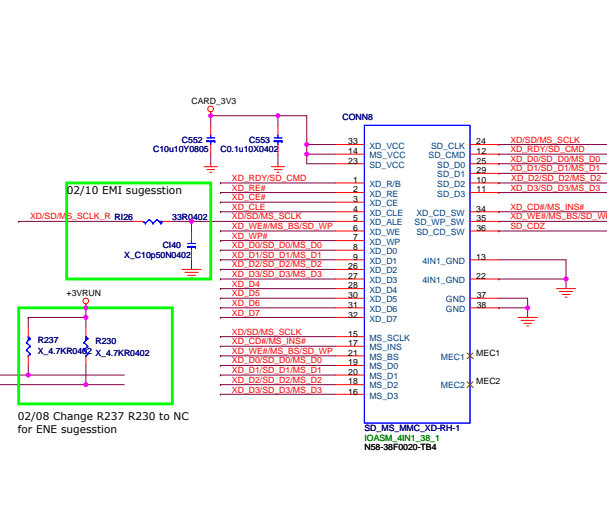 CARD_3V3
CONN8
C552
C10u10Y0805
C553
C0.1u10X0402
33 XD_VCC
14 MS_VCC
23 SD_VCC
SD_CLK 24 XD/SD/MS_SCLK
SD_CMD 12 XD_RDY/SD_CMD
SD_D0 25 XD_D0/SD_D0/MS_D0
SD_D1 29 XD_D1/SD_D1/MS_D1
SD_D2 10 XD_D2/SD_D2/MS_D2
SD_D3 11 XD_D3/SD_D3/MS_D3
XD_CD_SW 34 XD_CD#/MS_INS#
SD_WP_SW 35 XD_WE#/MS_BS/SD_WP
SD_CD_SW 36 SD_CDZ
XD_RDY/SD_CMD 1 XD_R/B
XD_RE# 2 XD_RE
XD_CE# 3 XD_CE
XD_CLE 4 XD_CLE
XD/SD/MS_SCLK 5 XD_ALE
XD_WE#/MS_BS/SD_WP 6 XD_WE
XD_WP# 7 XD_WP
XD_D0/SD_D0/MS_D0 8 XD_D0
XD_D1/SD_D1/MS_D1 9 XD_D1
XD_D2/SD_D2/MS_D2 26 XD_D2
XD_D3/SD_D3/MS_D3 27 XD_D3
XD_D4 28 XD_D4
XD_D5 30 XD_D5
XD_D6 31 XD_D6
XD_D7 32 XD_D7
4IN1_GND 13
4IN1_GND 22
GND 37
GND 38
XD/SD/MS_SCLK 15 MS_SCLK
XD_CD#/MS_INS# 17 MS_INS
XD_WE#/MS_BS/SD_WP 21 MS_BS
XD_D0/SD_D0/MS_D0 19 MS_D0
XD_D1/SD_D1/MS_D1 20 MS_D1
XD_D2/SD_D2/MS_D2 18 MS_D2
XD_D3/SD_D3/MS_D3 16 MS_D3
MEC1 MEC1
MEC2 MEC2
SD_MS_MMC_XD-RH-1
IOASM_4IN1_38_1
N58-38F0020-TB4
02/10 EMI sugesstion
XD/SD/MS_SCLK_R RI26 33R0402
CI40
X_C10p50N0402
+3VRUN
R237
X_4.7KR0402
R230
X_4.7KR0402
02/08 Change R237 R230 to NC
for ENE sugesstion